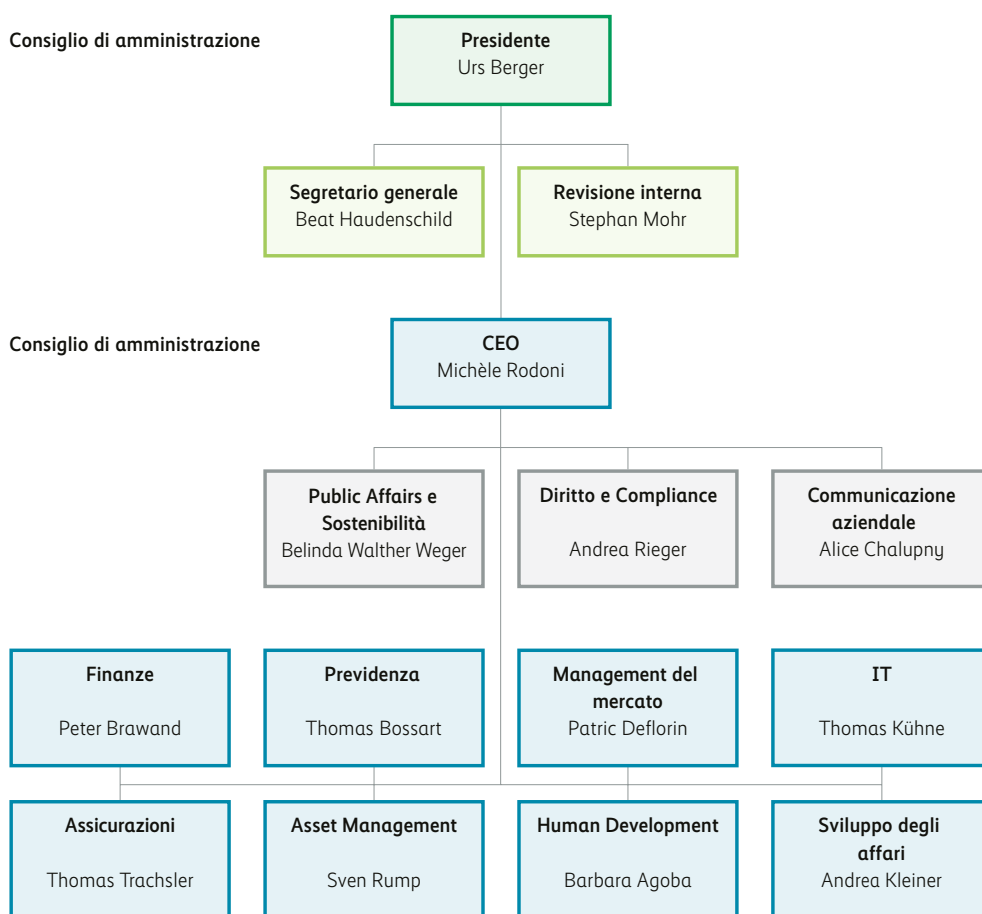 Consiglio di amministrazione
Presidente
Urs Berger
Segretario generale
Beat Haudenschild
Revisione interna
Stephan Mohr
Consiglio di amministrazione
CEO
Michèle Rodoni
Public Affairs e
Sostenibilità
Belinda Walther Weger
Diritto e Compliance
Andrea Rieger
Communicazione
aziendale
Alice Chalupny
Finanze
Peter Brawand
Previdenza
Thomas Bossart
Management del
mercato
Patric Deflorin
IT
Thomas Kühne
Assicurazioni
Thomas Trachsler
Asset Management
Sven Rump
Human Development
Barbara Agoba
Sviluppo degli
affari
Andrea Kleiner